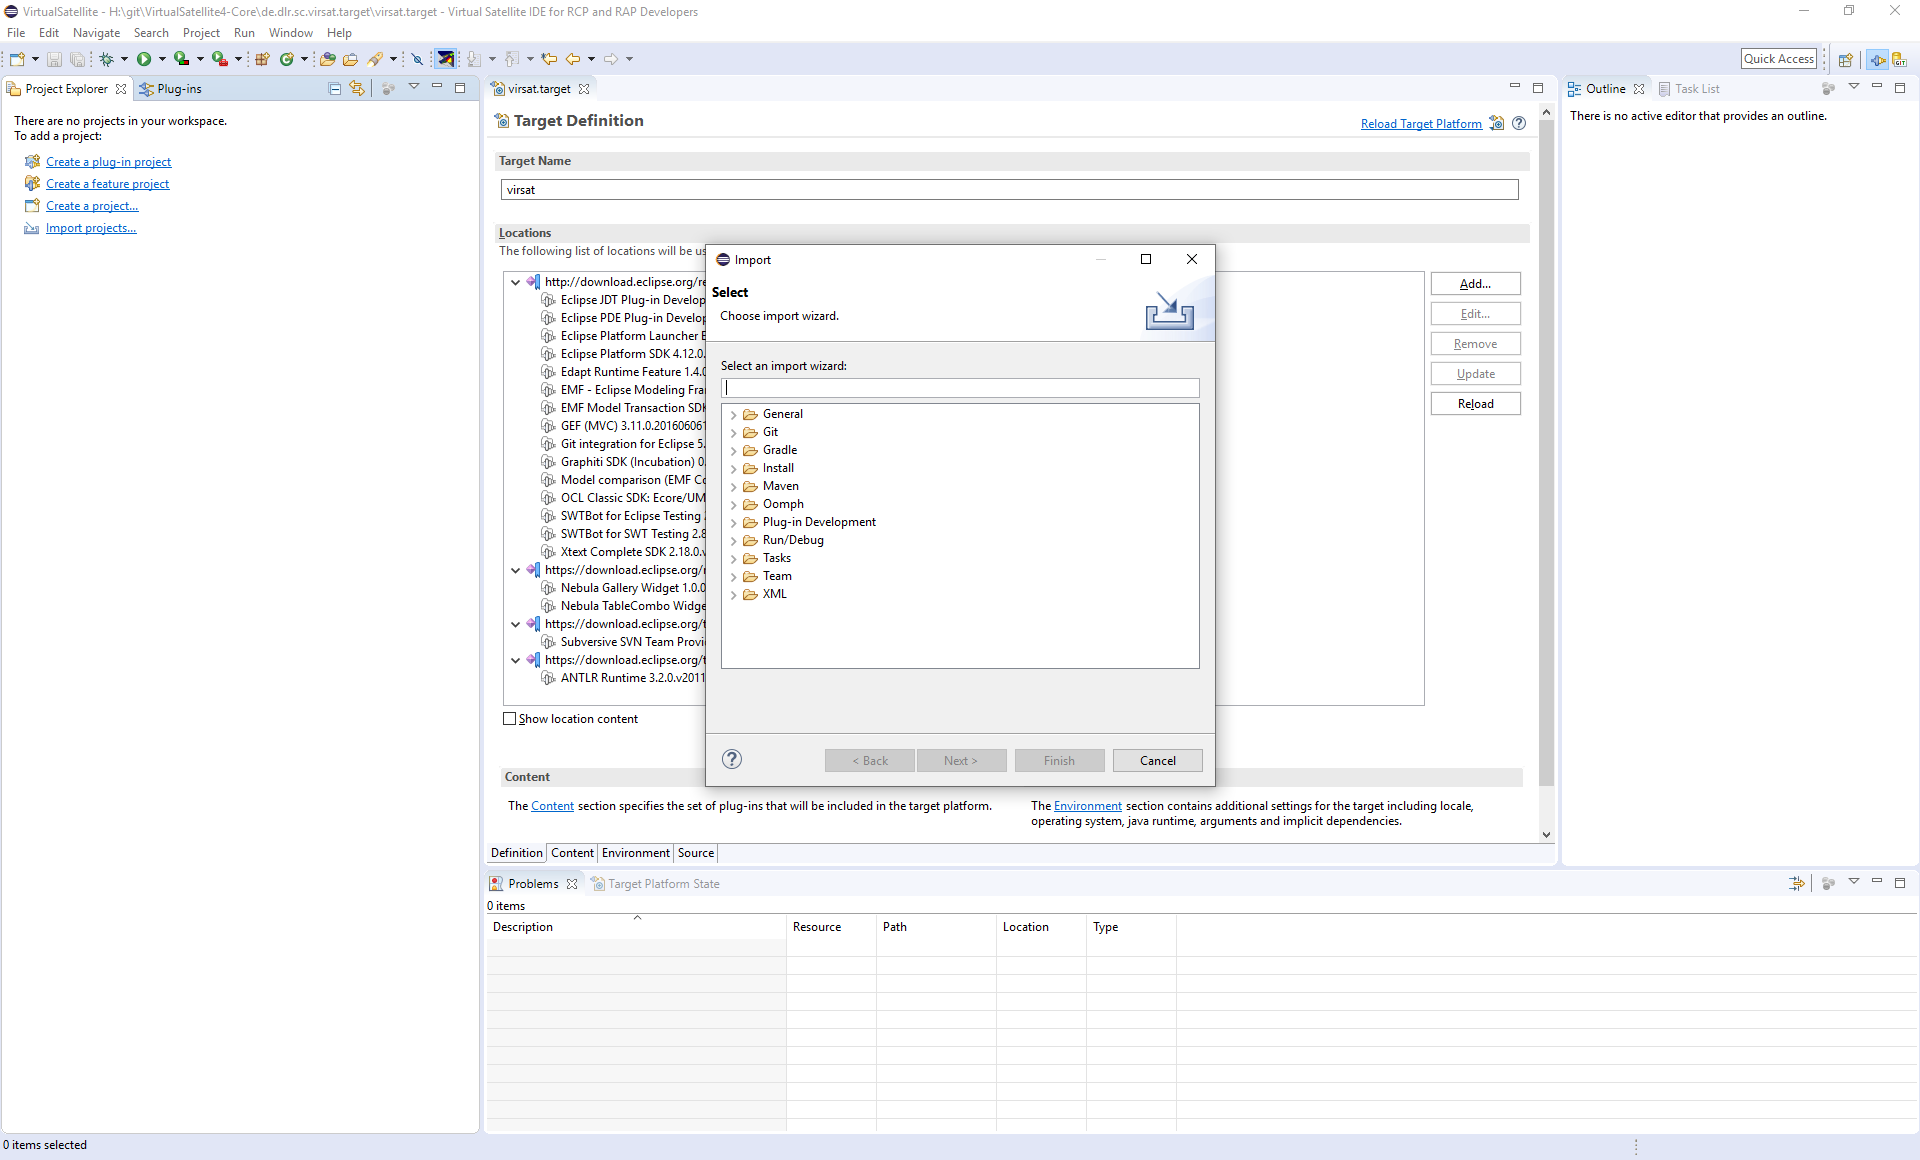 VirtualSatellite - H:\git\VirtualSatellite4-Core\de.dlr.sc.virsat.target\virsat.target - Virtual Satellite IDE for RCP and RAP Developers
File Edit Navigate Search Project Run Window Help
Quick Access
Project Explorer Plug-ins
There are no projects in your workspace.
To add a project:
Create a plug-in project
Create a feature project
Create a project...
Import projects...
virsat.target
Target Definition
Reload Target Platform
Target Name
virsat
Locations
The following list of locations will be us
http://download.eclipse.org/re
Eclipse JDT Plug-in Develop
Eclipse PDE Plug-in Develop
Eclipse Platform Launcher E
Eclipse Platform SDK 4.12.0.
Edapt Runtime Feature 1.4.0
EMF - Eclipse Modeling Fra
EMF Model Transaction SDK
GEF (MVC) 3.11.0.201606061
Git integration for Eclipse 5.
Graphiti SDK (Incubation) 0.
Model comparison (EMF Co
OCL Classic SDK: Ecore/UM
SWTBot for Eclipse Testing
SWTBot for SWT Testing 2.8
Xtext Complete SDK 2.18.0.v
https://download.eclipse.org/r
Nebula Gallery Widget 1.0.0
Nebula TableCombo Widge
https://download.eclipse.org/t
Subversive SVN Team Provi
https://download.eclipse.org/t
ANTLR Runtime 3.2.0.v2011
Show location content
Add...
Edit...
Remove
Update
Reload
Import
Select
Choose import wizard.
Select an import wizard:
General
Git
Gradle
Install
Maven
Oomph
Plug-in Development
Run/Debug
Tasks
Team
XML
< Back Next > Finish Cancel
Content
The Content section specifies the set of plug-ins that will be included in the target platform.
The Environment section contains additional settings for the target including locale,
operating system, java runtime, arguments and implicit dependencies.
Definition Content Environment Source
Outline Task List
There is no active editor that provides an outline.
Problems Target Platform State
0 items
Description Resource Path Location Type
0 items selected